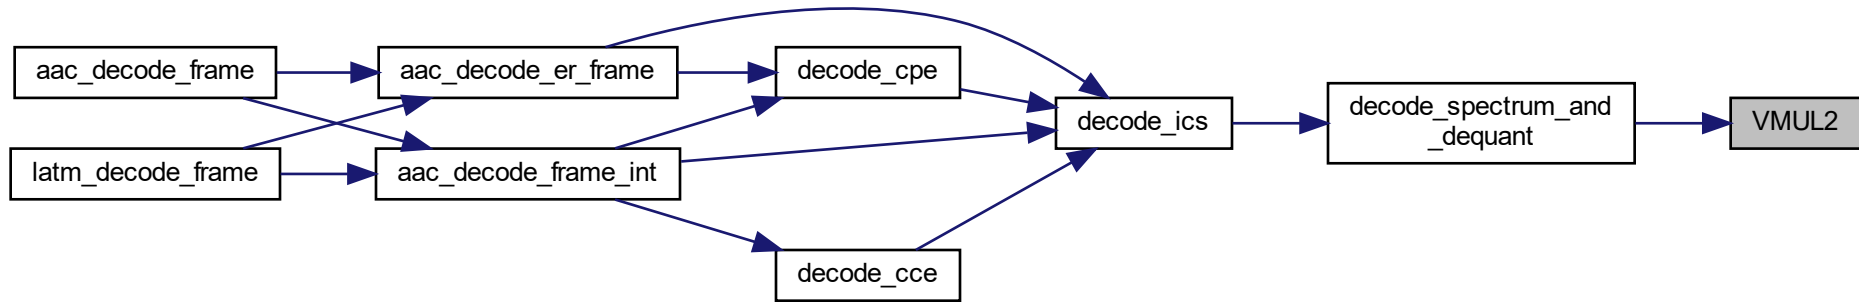 aac_decode_frame
latm_decode_frame
aac_decode_er_frame
aac_decode_frame_int
decode_cpe
decode_cce
decode_ics
decode_spectrum_and
_dequant
VMUL2